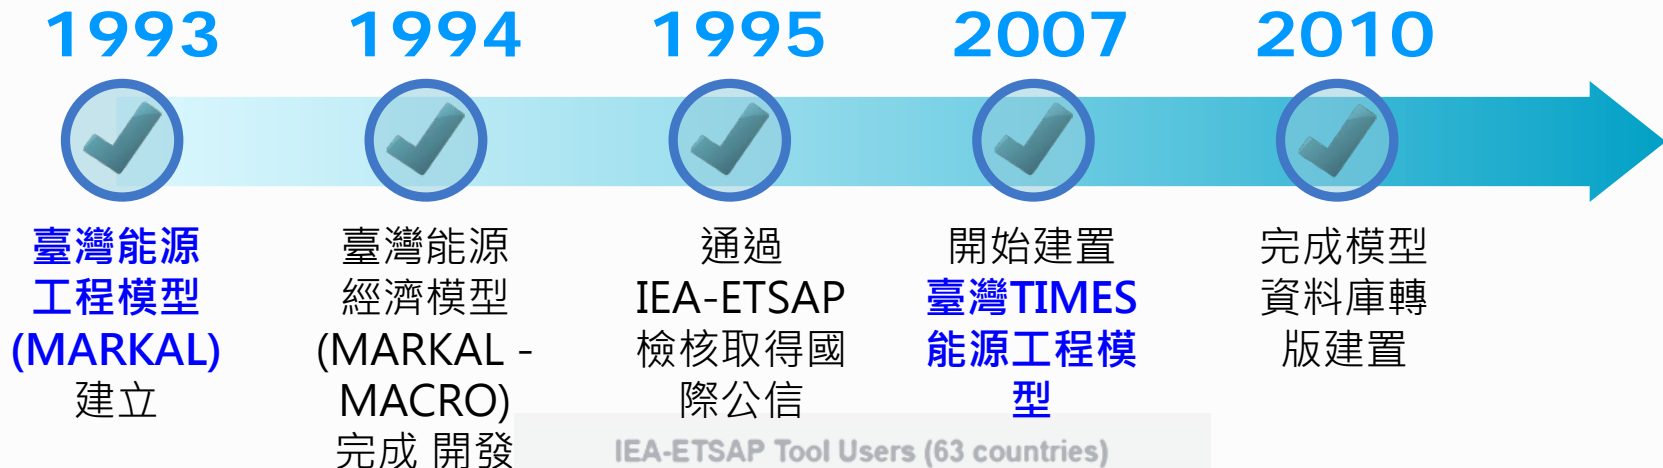 1993
臺灣能源
工程模型
(MARKAL)
建立
1994
臺灣能源
經濟模型
(MARKAL -
MACRO)
完成 開發
1995
通過
IEA-ETSAP
檢核取得國
際公信
2007
開始建置
臺灣TIMES
能源工程模
型
2010
完成模型
資料庫轉
版建置
IEA-ETSAP Tool Users (63 countries)